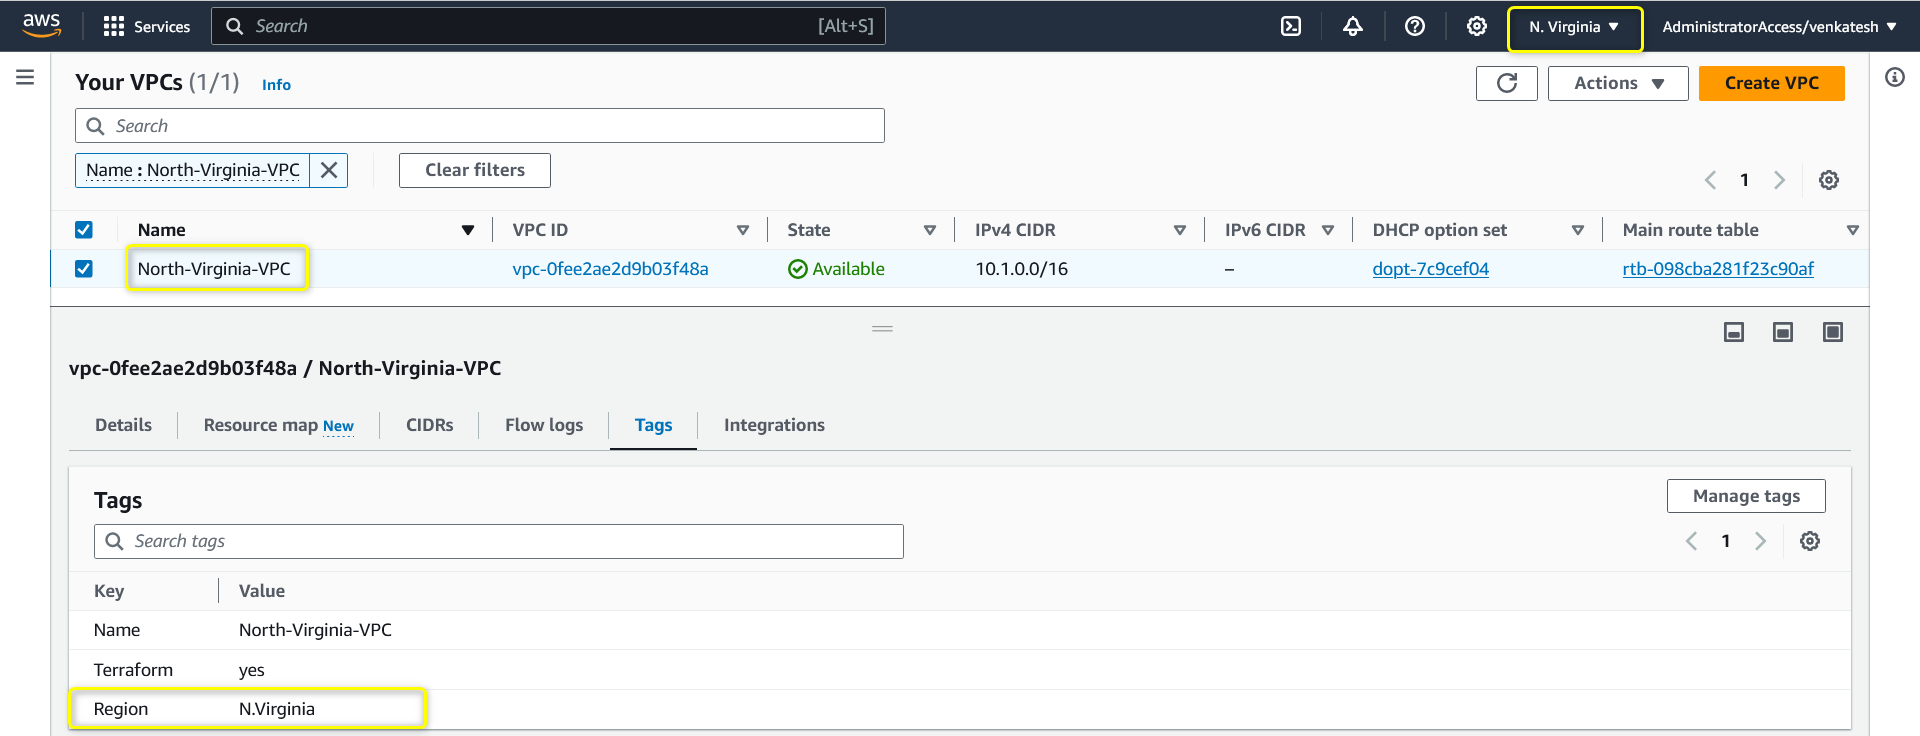 aws Services Search [Alt+S] N. Virginia ▼ AdministratorAccess/venkatesh ▼
Your VPCs (1/1) Info
Actions ▼ Create VPC
Search
Name : North-Virginia-VPC Clear filters
1
Name VPC ID State IPv4 CIDR IPv6 CIDR DHCP option set Main route table
North-Virginia-VPC vpc-0fee2ae2d9b03f48a Available 10.1.0.0/16 – dopt-7c9cef04 rtb-098cba281f23c90af
vpc-0fee2ae2d9b03f48a / North-Virginia-VPC
Details Resource map New CIDRs Flow logs Tags Integrations
Tags Manage tags
Search tags 1
Key Value
Name North-Virginia-VPC
Terraform yes
Region N.Virginia